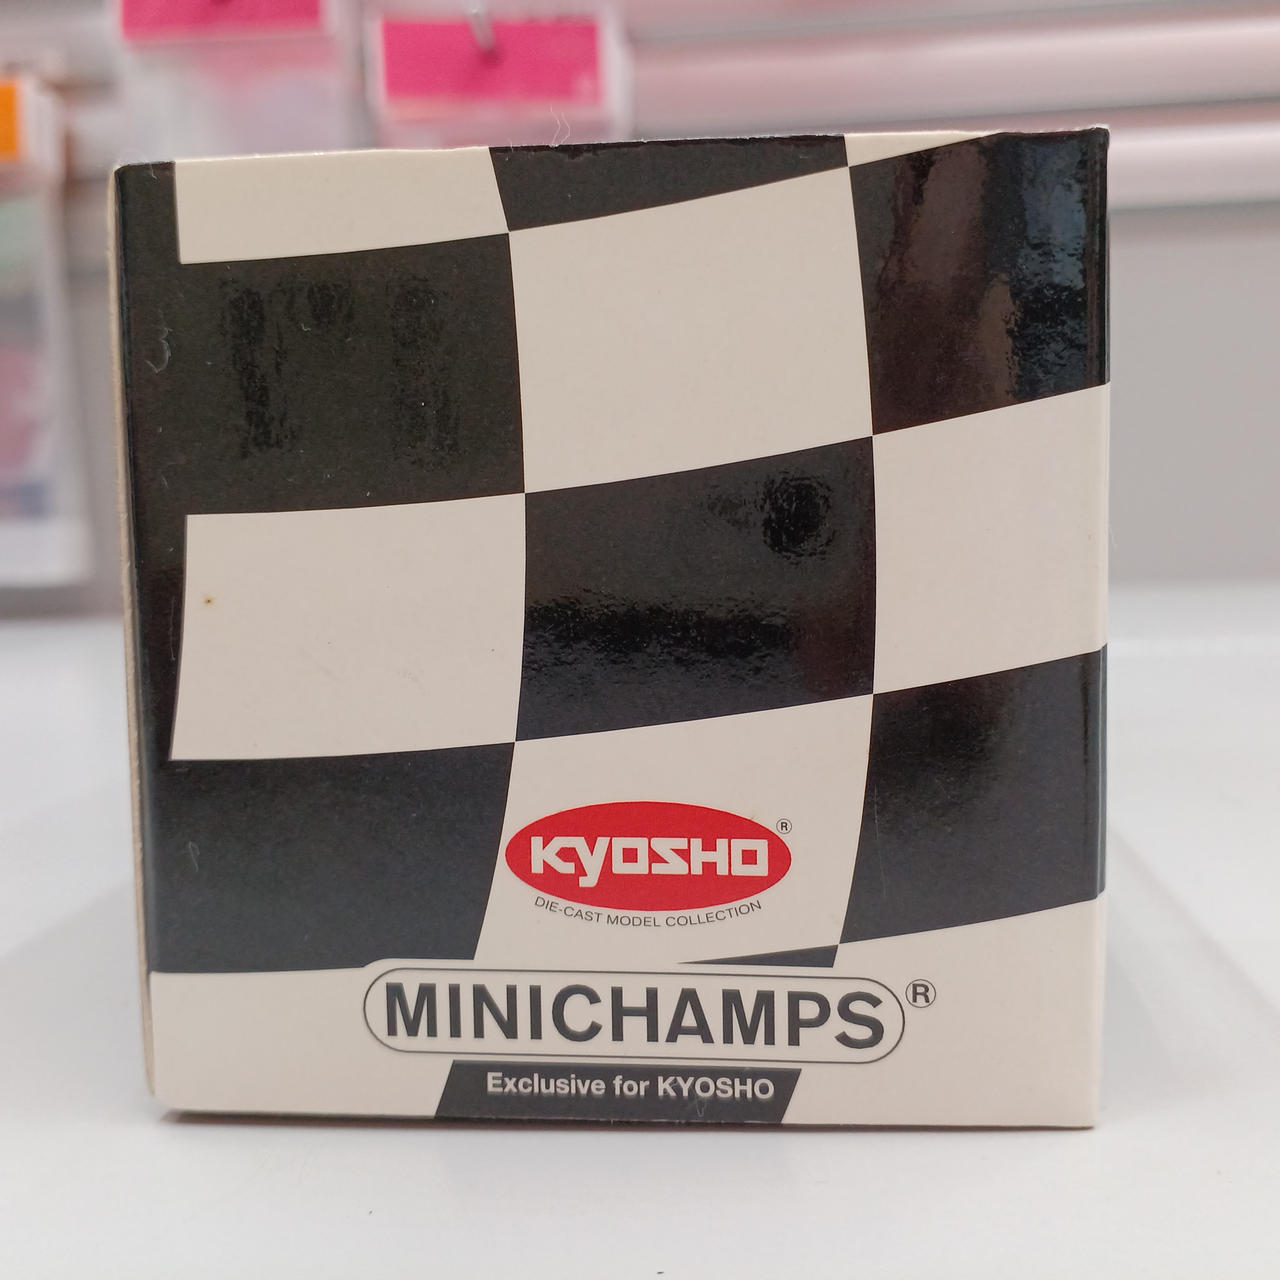 KYOSHO®
DIE-CAST MODEL COLLECTION
MINICHAMPS®
Exclusive for KYOSHO